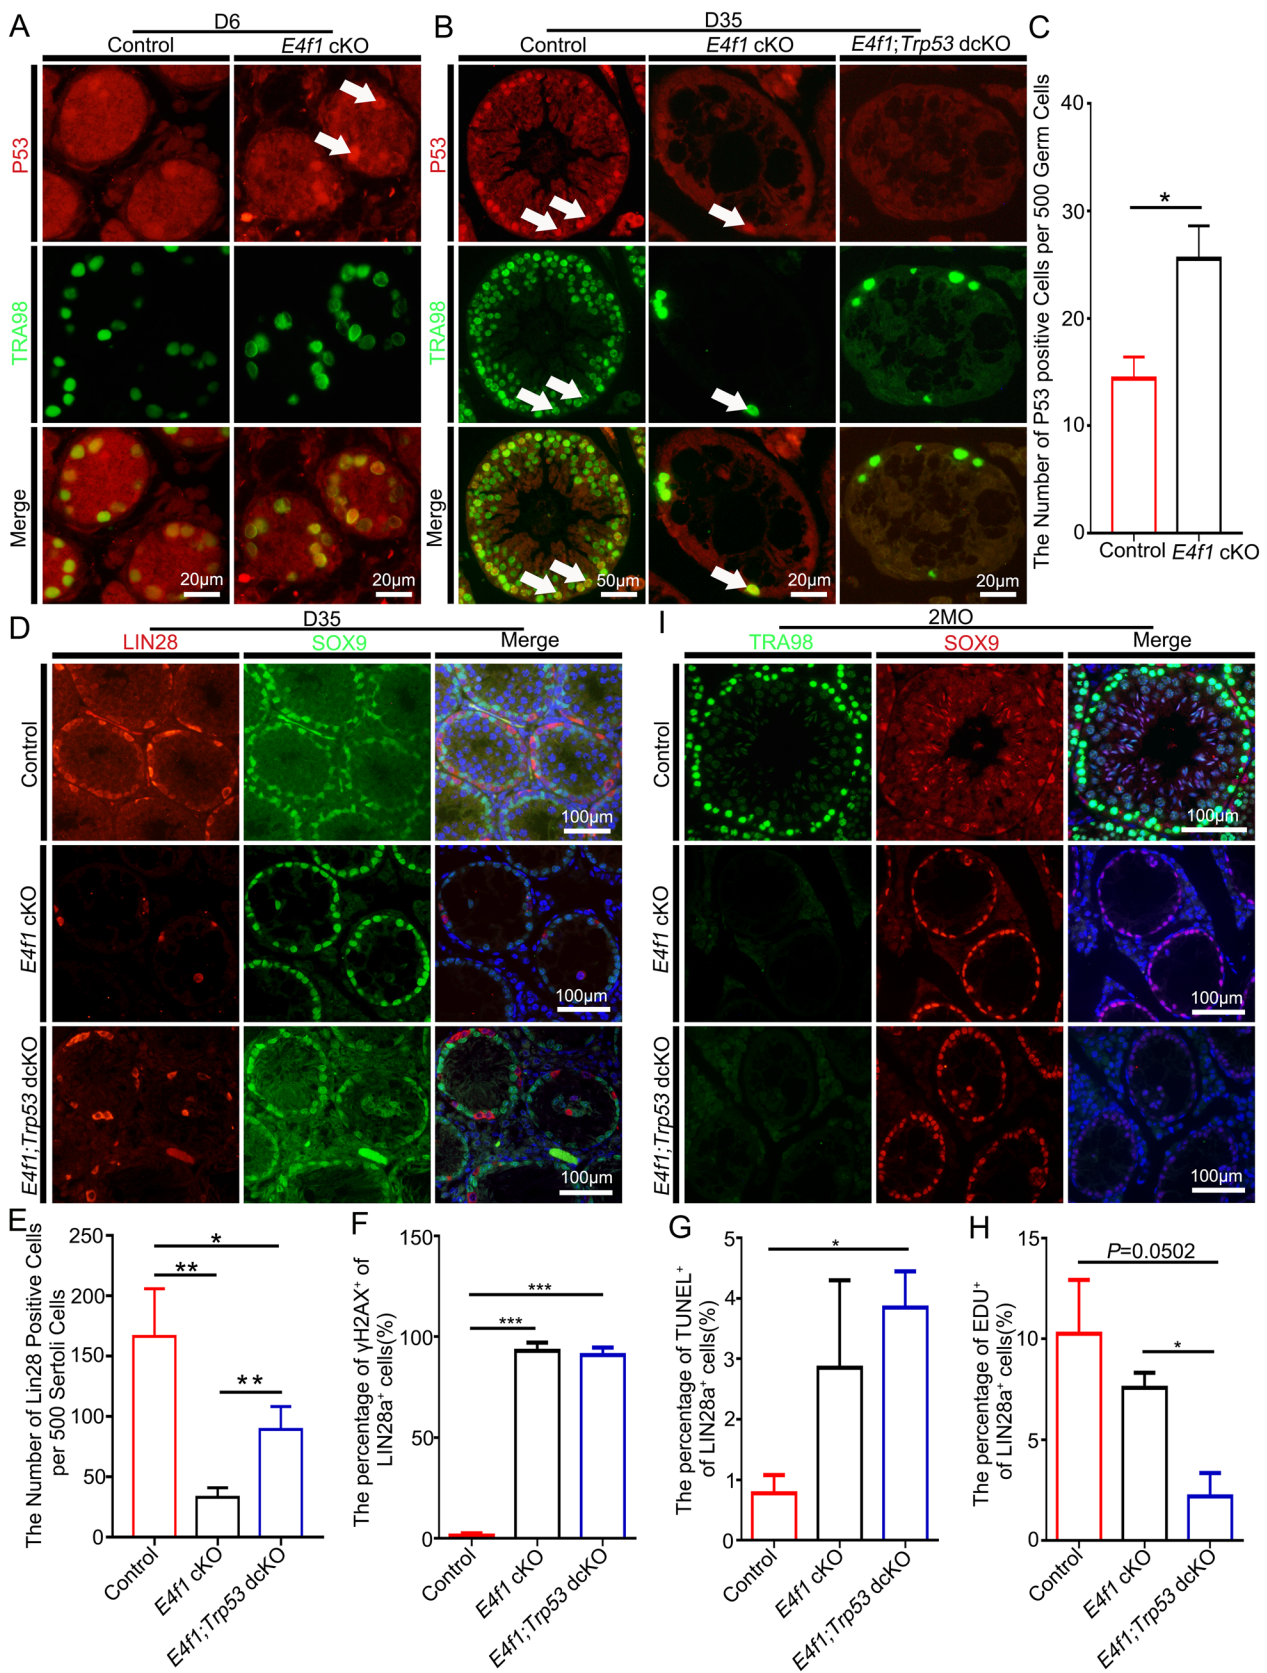 A
D6
Control
E4f1 cKO
P53
TRA98
Merge
20μm
20μm
B
D35
Control
E4f1 cKO
E4f1;Trp53 dcKO
P53
TRA98
Merge
50μm
20μm
20μm
C
The Number of P53 positive Cells per 500 Germ Cells
40
30
20
10
0
*
Control
E4f1 cKO
D
D35
LIN28
SOX9
Merge
Control
100μm
E4f1 cKO
100μm
E4f1;Trp53 dcKO
100μm
I
2MO
TRA98
SOX9
Merge
Control
100μm
E4f1 cKO
100μm
E4f1;Trp53 dcKO
100μm
E
The Number of Lin28 Positive Cells
per 500 Sertoli Cells
250
200
150
100
50
0
*
**
**
Control
E4f1 cKO
E4f1;Trp53 dcKO
F
The percentage of γH2AX⁺ of
LIN28a⁺ cells(%)
150
100
50
0
***
***
Control
E4f1 cKO
E4f1;Trp53 dcKO
G
The percentage of TUNEL⁺
of LIN28a⁺ cells(%)
5
4
3
2
1
0
*
Control
E4f1 cKO
E4f1;Trp53 dcKO
H
The percentage of EDU⁺
of LIN28a⁺ cells(%)
15
10
5
0
P=0.0502
*
Control
E4f1 cKO
E4f1;Trp53 dcKO